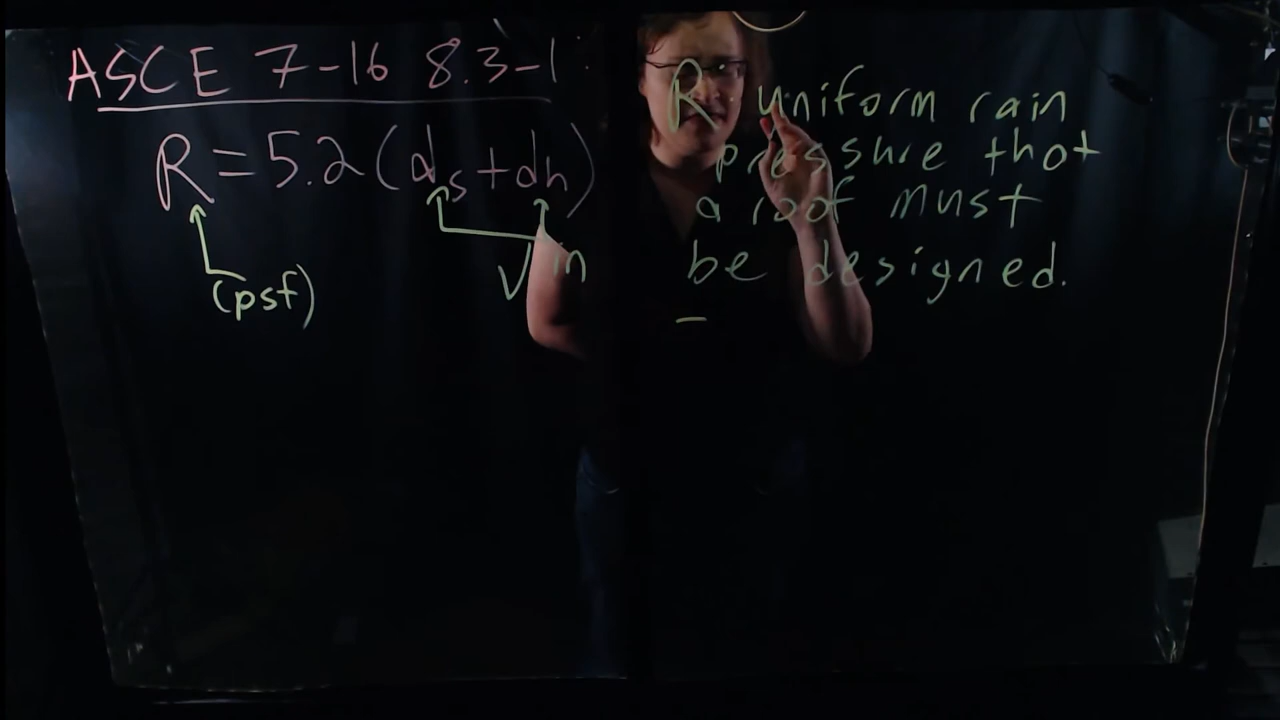 ASCE 7-16 8.3-1:
R = 5.2(ds + dh)
(psf)
in
R: uniform rain
pressure that
a roof must
be designed.